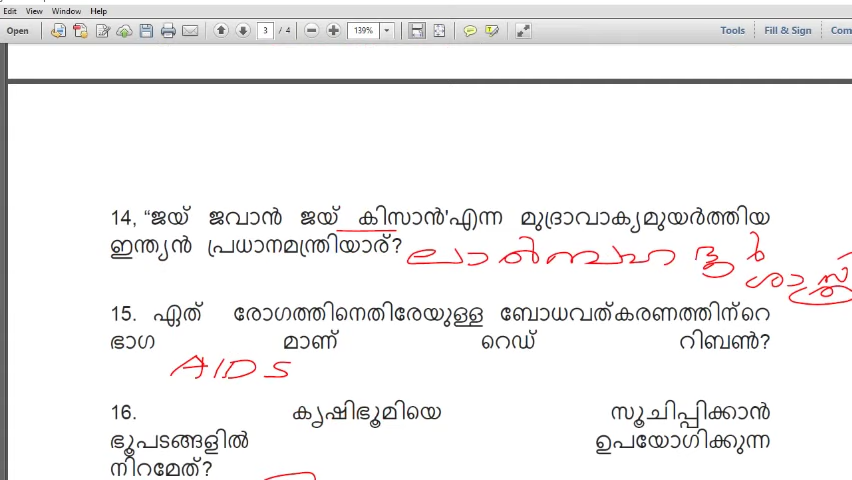 Edit View Window Help
Open 3 / 4 139% Tools Fill & Sign Com
14, “ജയ് ജവാൻ ജയ് കിസാൻ'എന്ന മുദ്രാവാക്യമുയർത്തിയ
ഇന്ത്യൻ പ്രധാനമന്ത്രിയാര്? ലാൽബഹദൂർ
ശാസ്ത്രി
15. ഏത് രോഗത്തിനെതിരേയുള്ള ബോധവത്കരണത്തിന്റെ
ഭാഗ മാണ് റെഡ് റിബൺ?
AIDS
16. കൃഷിഭൂമിയെ സൂചിപ്പിക്കാൻ
ഭൂപടങ്ങളിൽ ഉപയോഗിക്കുന്ന
നിറമേത്?